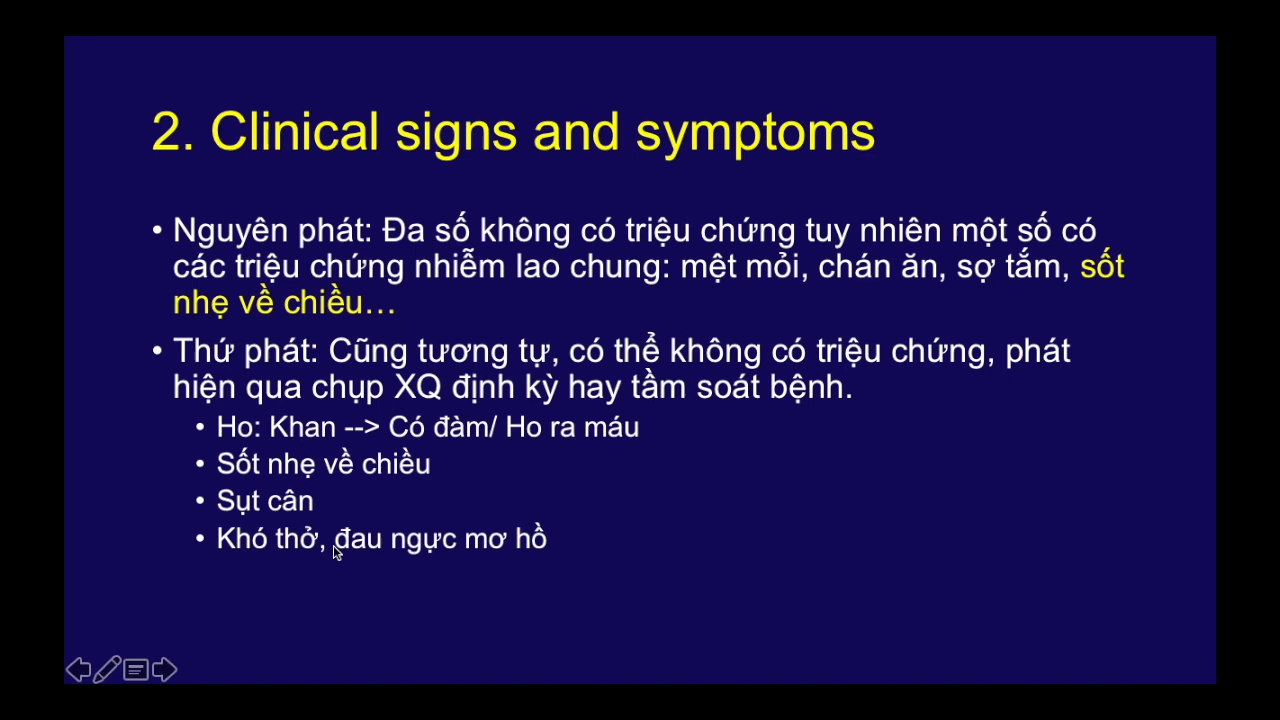 2. Clinical signs and symptoms
• Nguyên phát: Đa số không có triệu chứng tuy nhiên một số có
các triệu chứng nhiễm lao chung: mệt mỏi, chán ăn, sợ tắm, sốt
nhẹ về chiều…
• Thứ phát: Cũng tương tự, có thể không có triệu chứng, phát
hiện qua chụp XQ định kỳ hay tầm soát bệnh.
• Ho: Khan --> Có đàm/ Ho ra máu
• Sốt nhẹ về chiều
• Sụt cân
• Khó thở, đau ngực mơ hồ